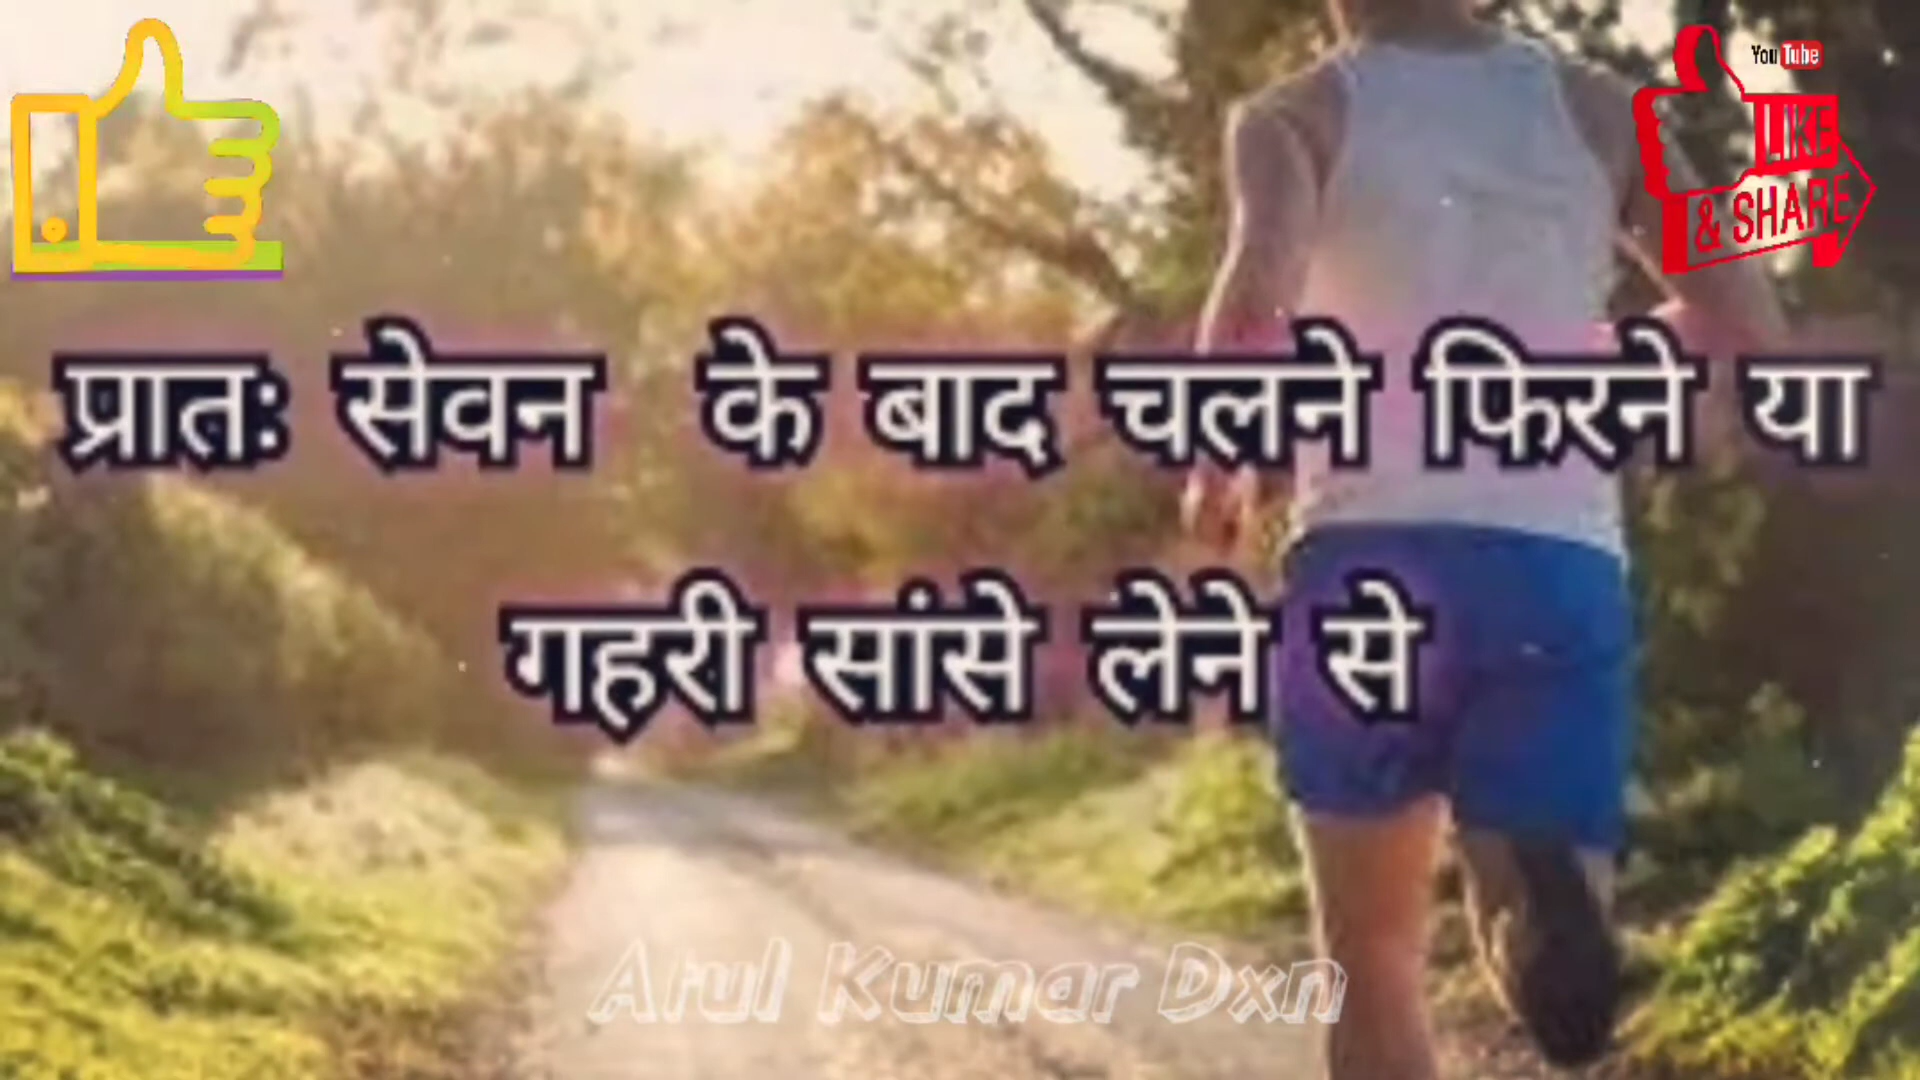 YouTube
LIKE
& SHARE
प्रातः सेवन के बाद चलने फिरने या
गहरी सांसे लेने से
Atul Kumar Dxn